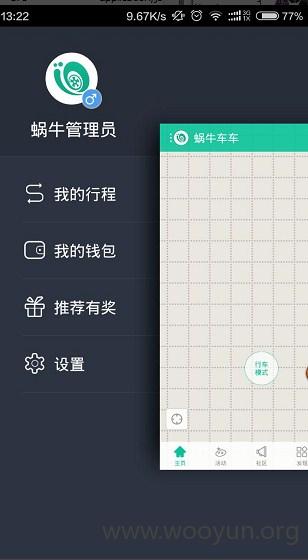 13:22
9.67K/s
3G
1X
77%
蜗牛管理员
我的行程
我的钱包
推荐有奖
设置
蜗牛车车
行车
模式
主页
活动
社区
发现
www.wooyun.org